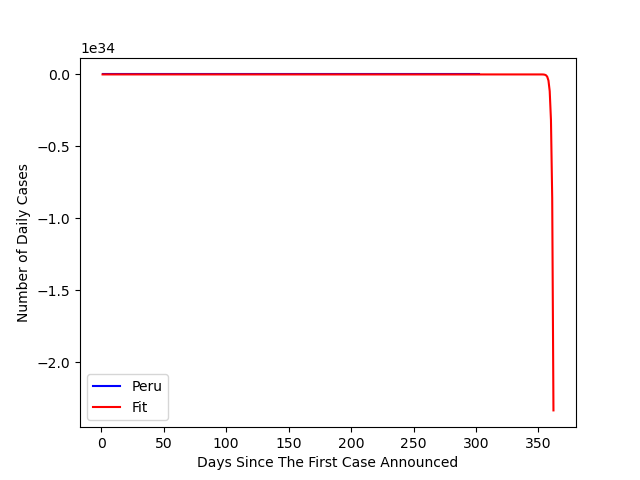 1e34
0.0
−0.5
−1.0
−1.5
−2.0
Number of Daily Cases
Peru
Fit
0 50 100 150 200 250 300 350
Days Since The First Case Announced